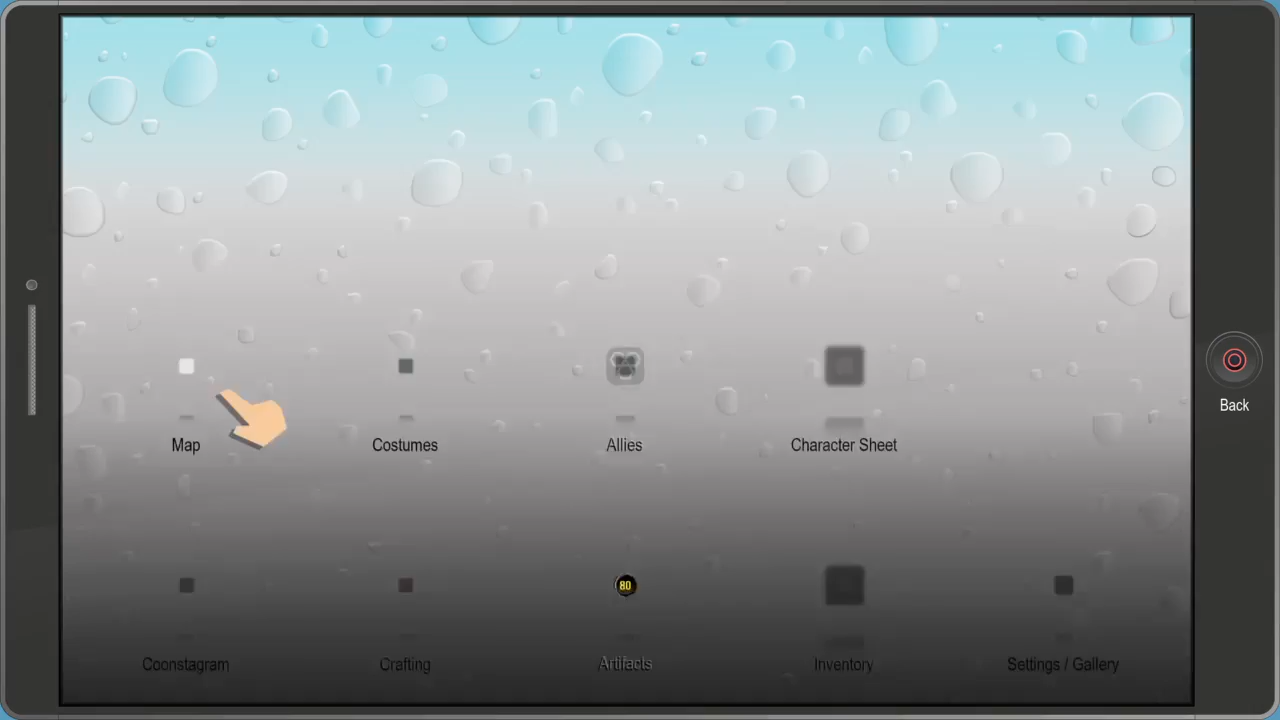 Map
Costumes
Allies
Character Sheet
Back
80
Coonstagram
Crafting
Artifacts
Inventory
Settings / Gallery